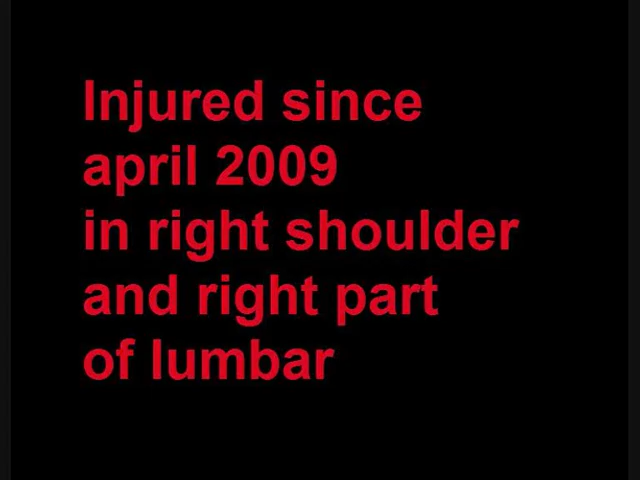 Injured since
april 2009
in right shoulder
and right part
of lumbar